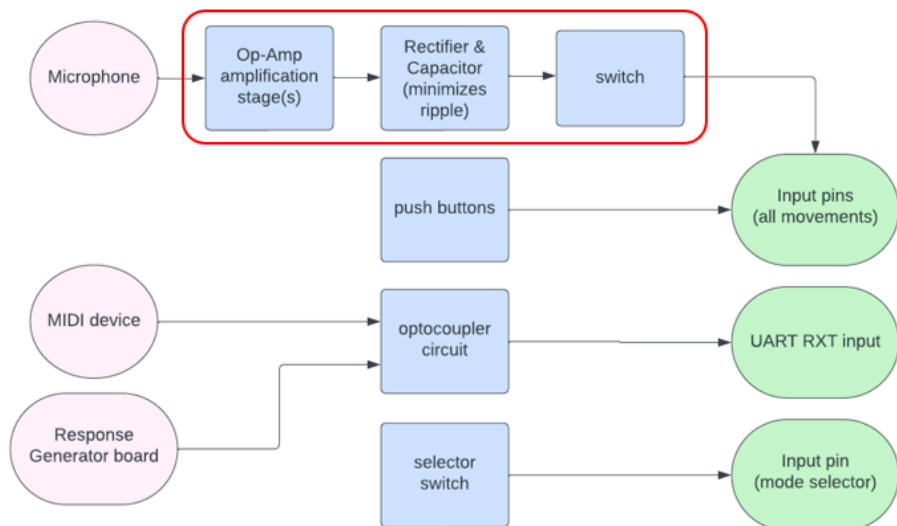 Microphone
Op-Amp
amplification
stage(s)
Rectifier &
Capacitor
(minimizes
ripple)
switch
push buttons
Input pins
(all movements)
MIDI device
optocoupler
circuit
UART RXT input
Response
Generator board
selector
switch
Input pin
(mode selector)